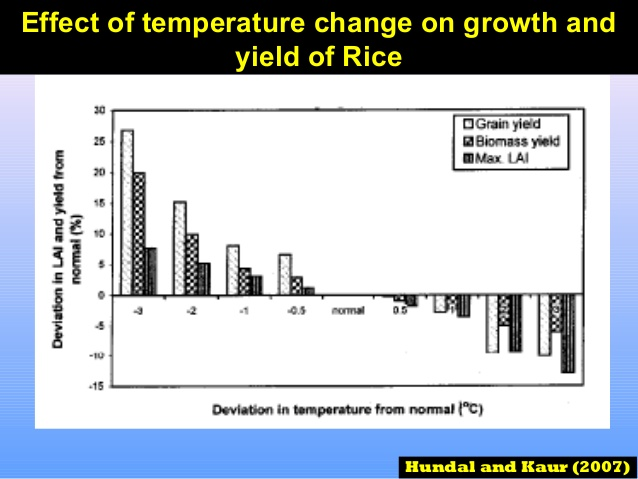 Effect of temperature change on growth and
yield of Rice
30
25
20
15
10
5
0
-5
-10
-15
Deviation in LAI and yield from
normal (%)
Grain yield
Biomass yield
Max. LAI
-3
-2
-1
-0.5
normal
0.5
1
Deviation in temperature from normal (°C)
Hundal and Kaur (2007)